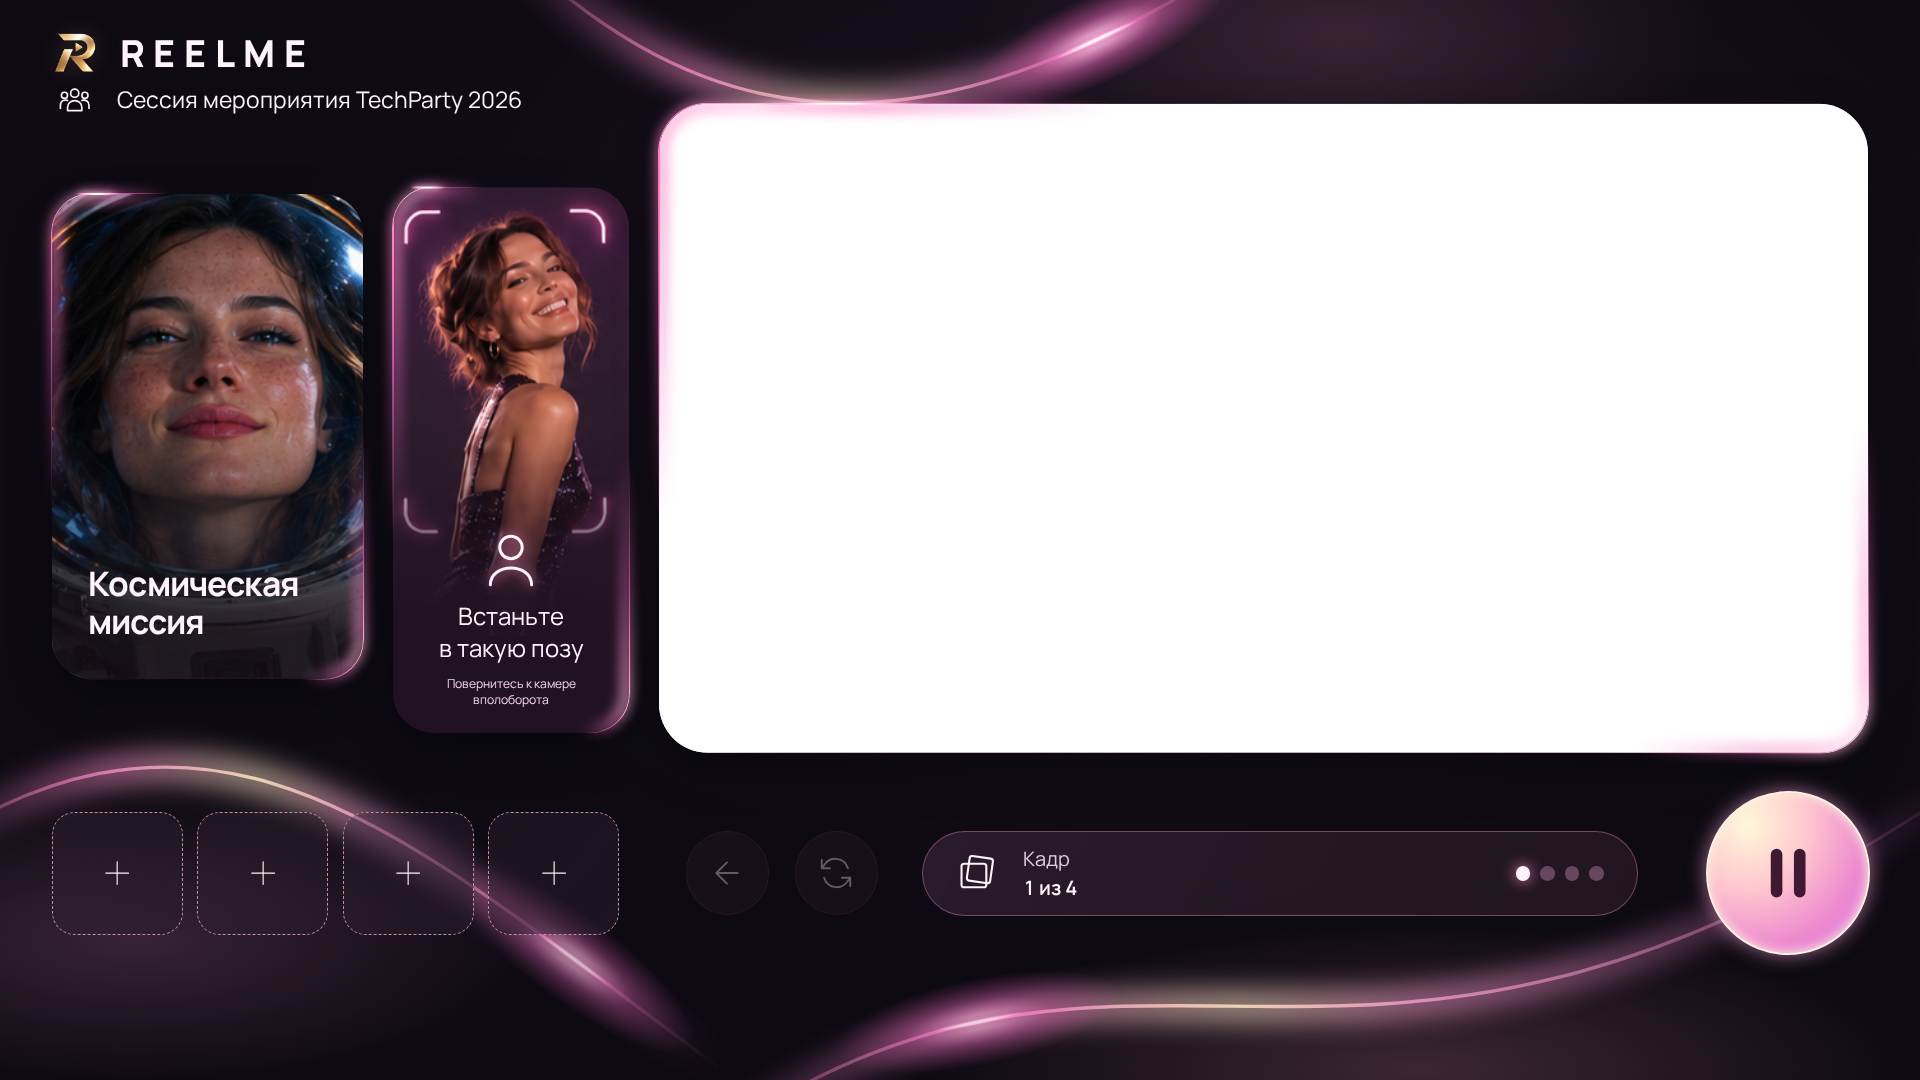 REELME
Сессия мероприятия TechParty 2026
Космическая
миссия
Встаньте
в такую позу
Повернитесь к камере
вполоборота
Кадр
1 из 4